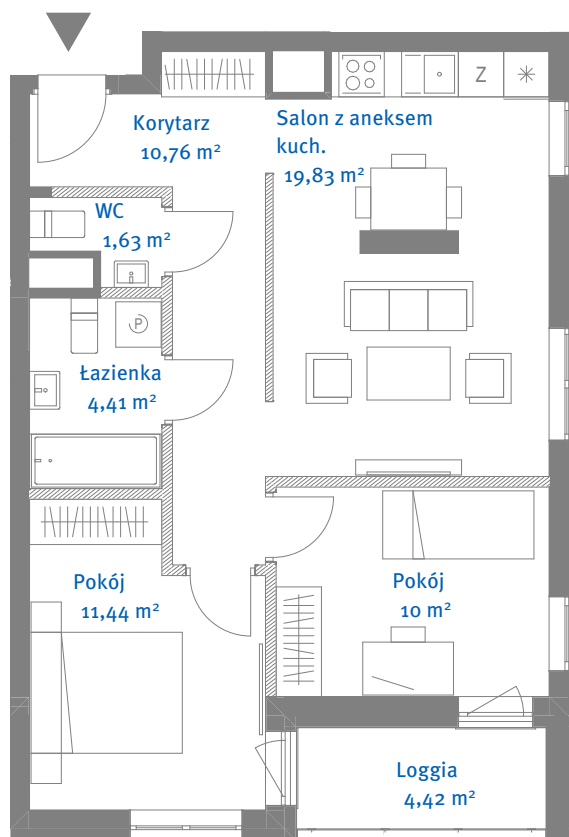 Korytarz
10,76 m²
Salon z aneksem
kuch.
19,83 m²
Z
WC
1,63 m²
P
Łazienka
4,41 m²
Pokój
11,44 m²
Pokój
10 m²
Loggia
4,42 m²